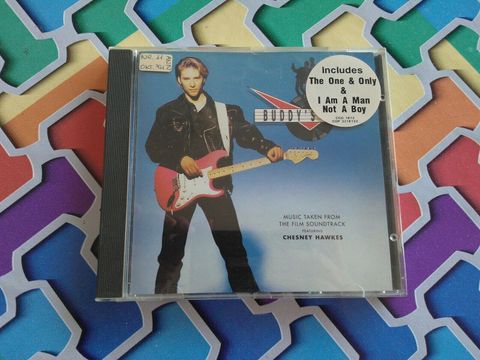 Includes
The One & Only
&
I Am A Man
Not A Boy
BUDDY'S
MUSIC TAKEN FROM
THE FILM SOUNDTRACK
FEATURING
CHESNEY HAWKES